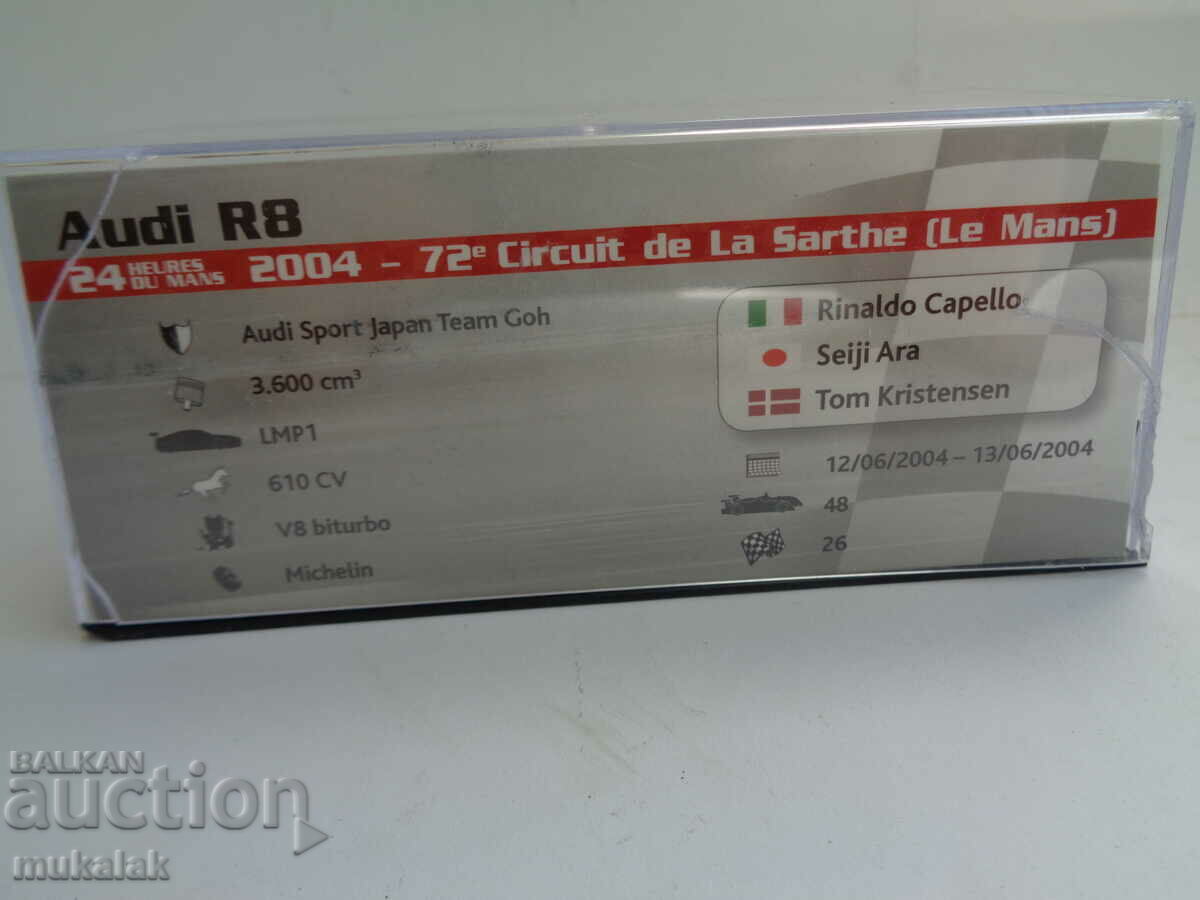 Audi R8
24 HEURES DU MANS 2004 - 72e Circuit de La Sarthe (Le Mans)
Audi Sport Japan Team Goh
3.600 cm³
LMP1
610 CV
V8 biturbo
Michelin
Rinaldo Capello
Seiji Ara
Tom Kristensen
12/06/2004 – 13/06/2004
48
26
BALKAN
auction
mukalak